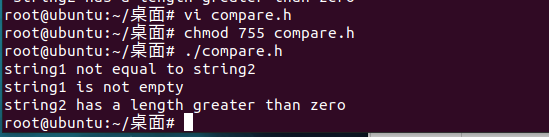 root@ubuntu:~/桌面# vi compare.h
root@ubuntu:~/桌面# chmod 755 compare.h
root@ubuntu:~/桌面# ./compare.h
string1 not equal to string2
string1 is not empty
string2 has a length greater than zero
root@ubuntu:~/桌面#